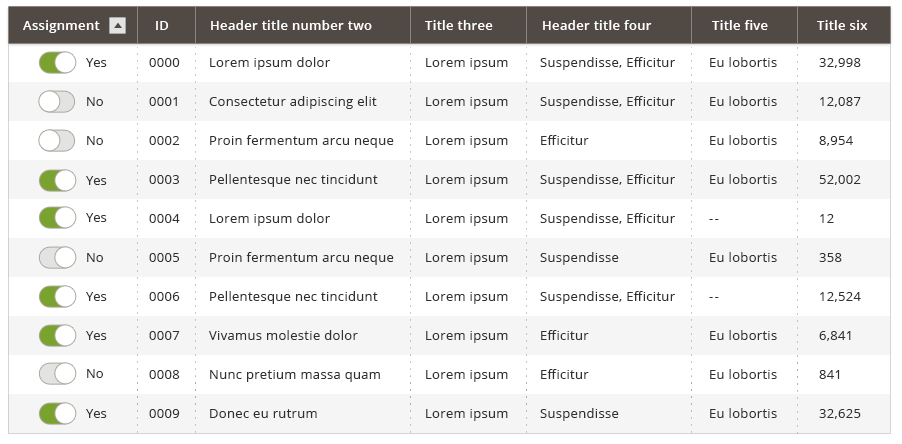 Assignment ID Header title number two Title three Header title four Title five Title six
Yes 0000 Lorem ipsum dolor Lorem ipsum Suspendisse, Efficitur Eu lobortis 32,998
No 0001 Consectetur adipiscing elit Lorem ipsum Suspendisse, Efficitur Eu lobortis 12,087
No 0002 Proin fermentum arcu neque Lorem ipsum Efficitur Eu lobortis 8,954
Yes 0003 Pellentesque nec tincidunt Lorem ipsum Suspendisse, Efficitur Eu lobortis 52,002
Yes 0004 Lorem ipsum dolor Lorem ipsum Suspendisse, Efficitur -- 12
No 0005 Proin fermentum arcu neque Lorem ipsum Suspendisse Eu lobortis 358
Yes 0006 Pellentesque nec tincidunt Lorem ipsum Suspendisse, Efficitur -- 12,524
Yes 0007 Vivamus molestie dolor Lorem ipsum Efficitur Eu lobortis 6,841
No 0008 Nunc pretium massa quam Lorem ipsum Efficitur Eu lobortis 841
Yes 0009 Donec eu rutrum Lorem ipsum Suspendisse Eu lobortis 32,625